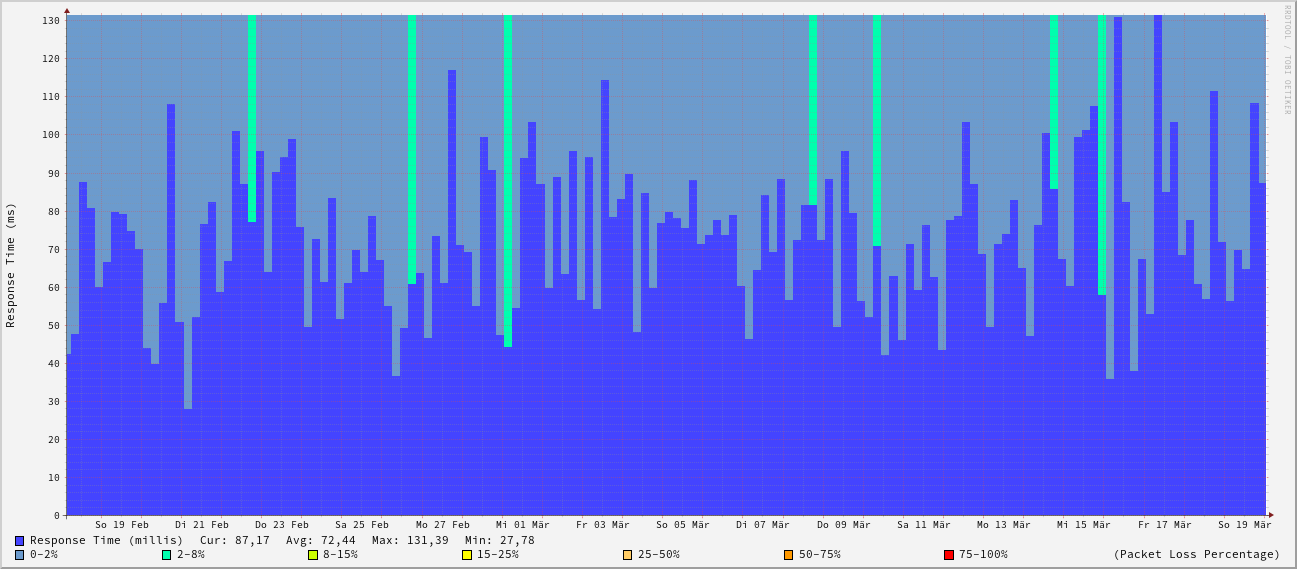 RRDTOOL / TOBI OETIKER
Response Time (ms)
130
120
110
100
90
80
70
60
50
40
30
20
10
0
So 19 Feb Di 21 Feb Do 23 Feb Sa 25 Feb Mo 27 Feb Mi 01 Mär Fr 03 Mär So 05 Mär Di 07 Mär Do 09 Mär Sa 11 Mär Mo 13 Mär Mi 15 Mär Fr 17 Mär So 19 Mär
Response Time (millis) Cur: 87,17 Avg: 72,44 Max: 131,39 Min: 27,78
0-2% 2-8% 8-15% 15-25% 25-50% 50-75% 75-100% (Packet Loss Percentage)